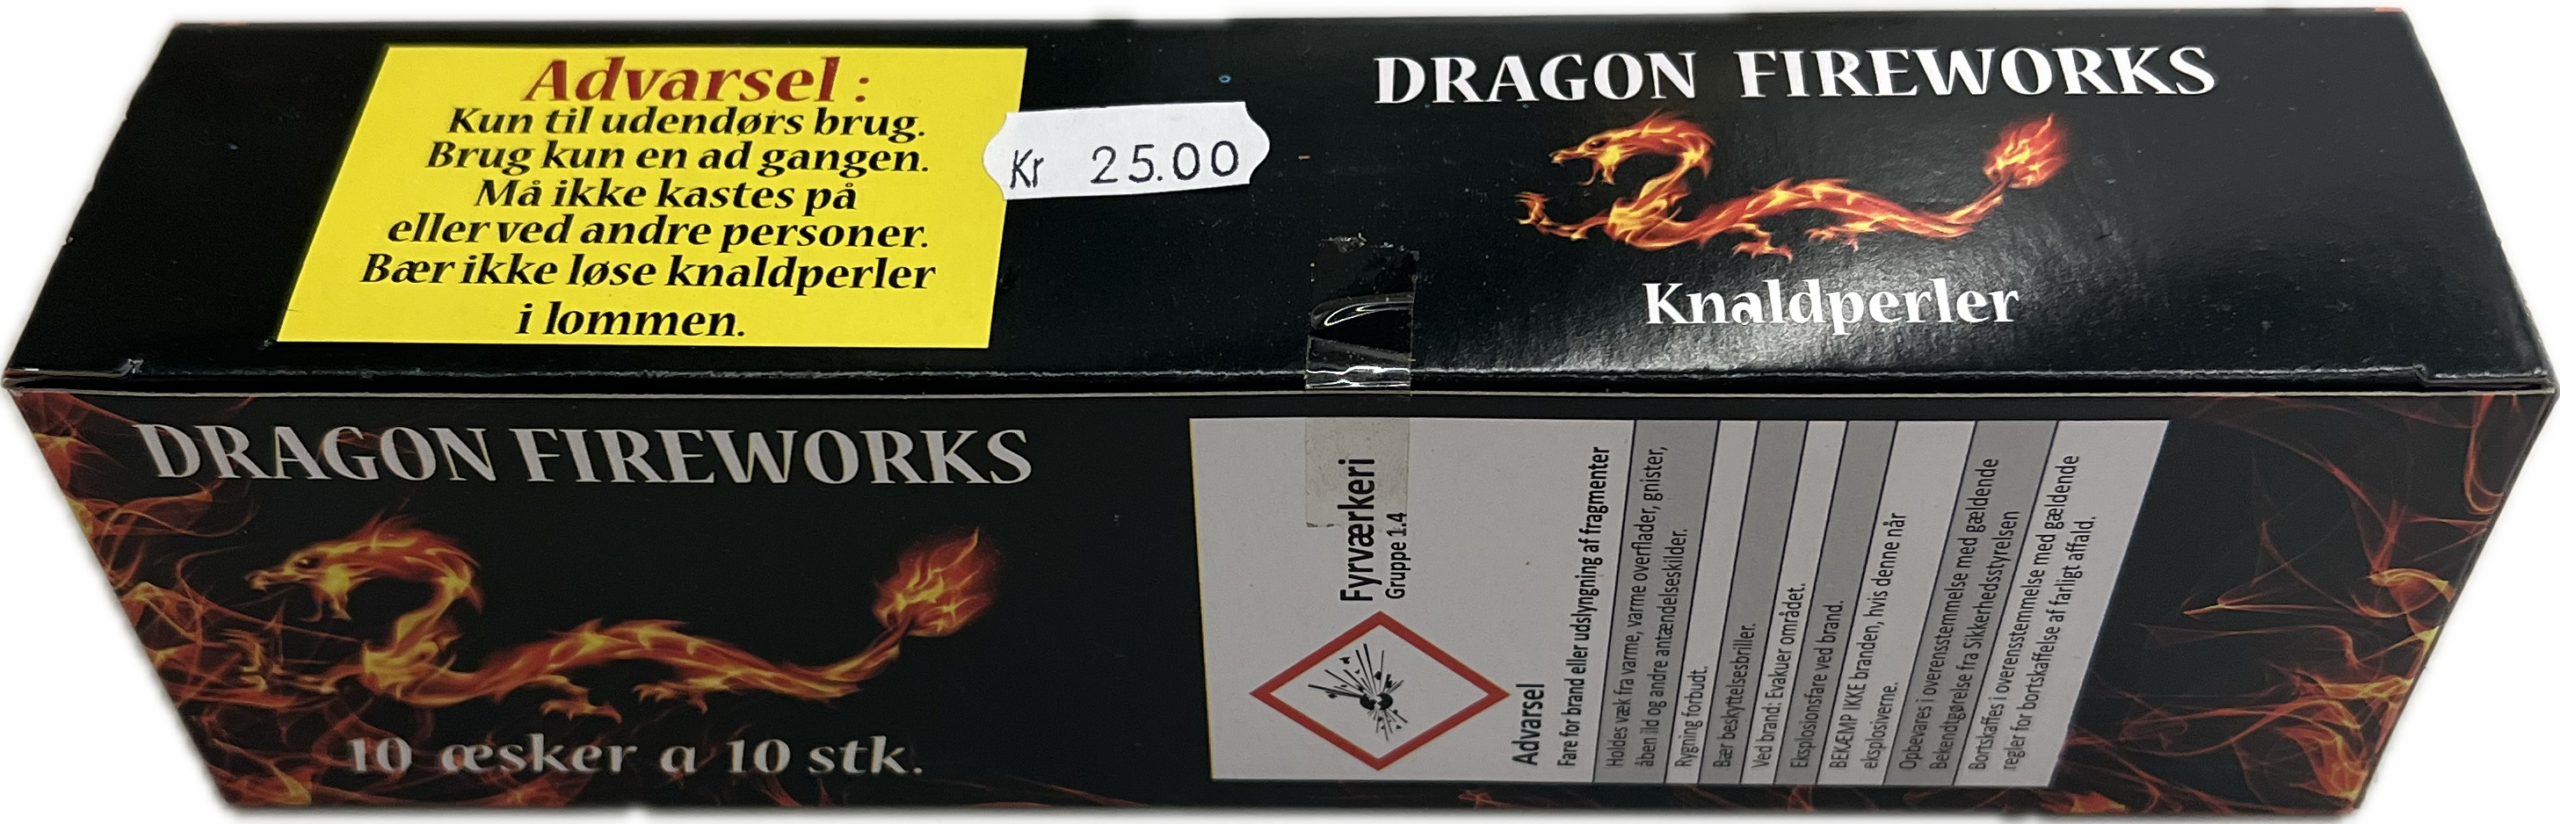 Advarsel :
Kun til udendørs brug.
Brug kun en ad gangen.
Må ikke kastes på
eller ved andre personer.
Bær ikke løse knaldperler
i lommen.
Kr 25.00
DRAGON FIREWORKS
Knaldperler
DRAGON FIREWORKS
10 æsker a 10 stk.
Fyrværkeri
Gruppe 1.4
Advarsel
Fare for brand eller udslyngning af fragmenter
Holdes væk fra varme, varme overflader, gnister,
åben ild og andre antændelseskilder.
Rygning forbudt.
Bær beskyttelsesbriller.
Ved brand: Evakuer området.
Eksplosionsfare ved brand.
BEKÆMP IKKE branden, hvis denne når
eksplosiverne.
Opbevares i overensstemmelse med gældende
Bekendtgørelse fra Sikkerhedsstyrelsen
Bortskaffes i overensstemmelse med gældende
regler for bortskaffelse af farligt affald.